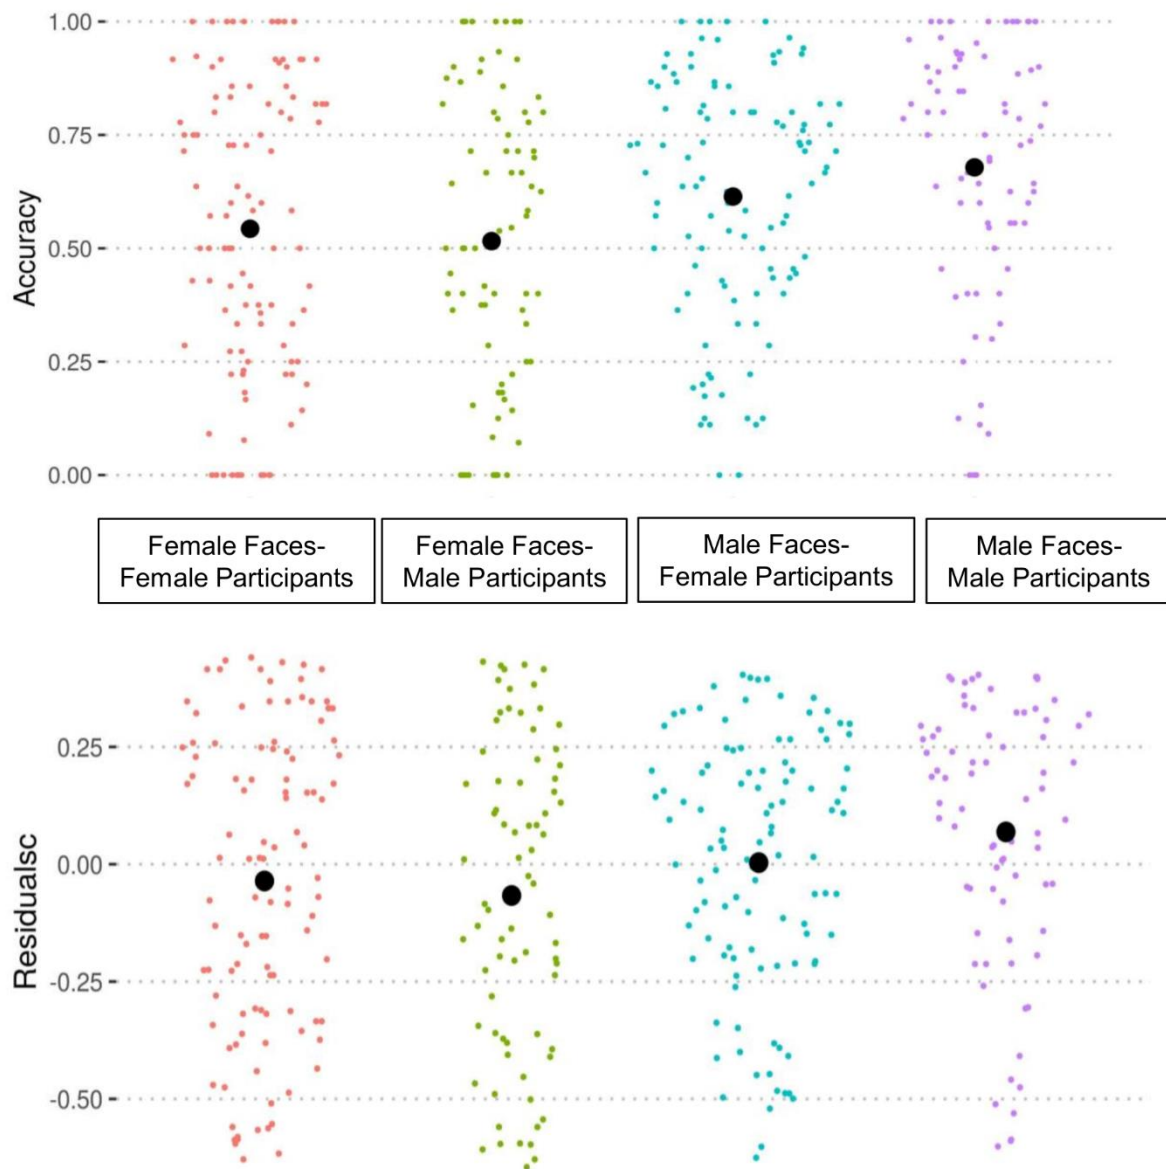 1.00
0.75
0.50
0.25
0.00
Accuracy
Female Faces-
Female Participants
Female Faces-
Male Participants
Male Faces-
Female Participants
Male Faces-
Male Participants
0.25
0.00
-0.25
-0.50
Residualsc